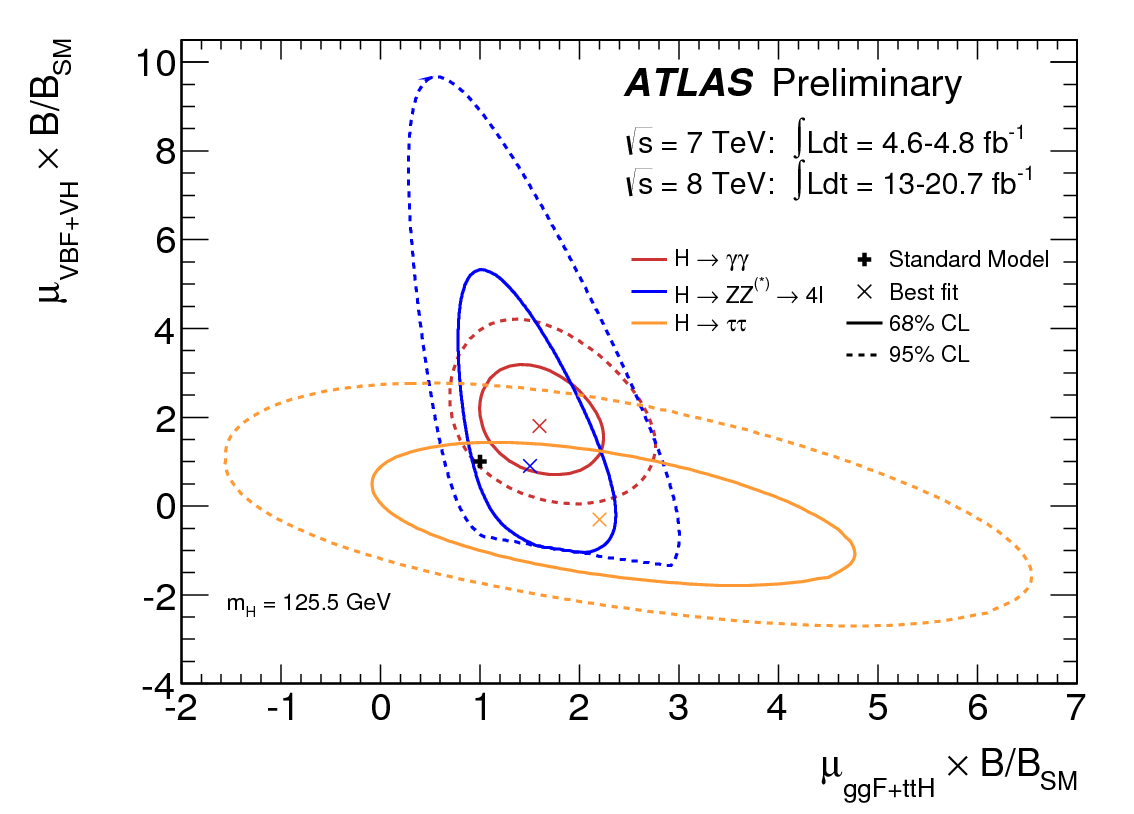 ATLAS Preliminary
√s = 7 TeV: ∫Ldt = 4.6-4.8 fb⁻¹
√s = 8 TeV: ∫Ldt = 13-20.7 fb⁻¹
H → γγ
H → ZZ⁽*⁾ → 4l
H → ττ
Standard Model
Best fit
68% CL
95% CL
m_H = 125.5 GeV
μ_VBF+VH × B/B_SM
10
8
6
4
2
0
-2
-4
-2 -1 0 1 2 3 4 5 6 7
μ_ggF+ttH × B/B_SM